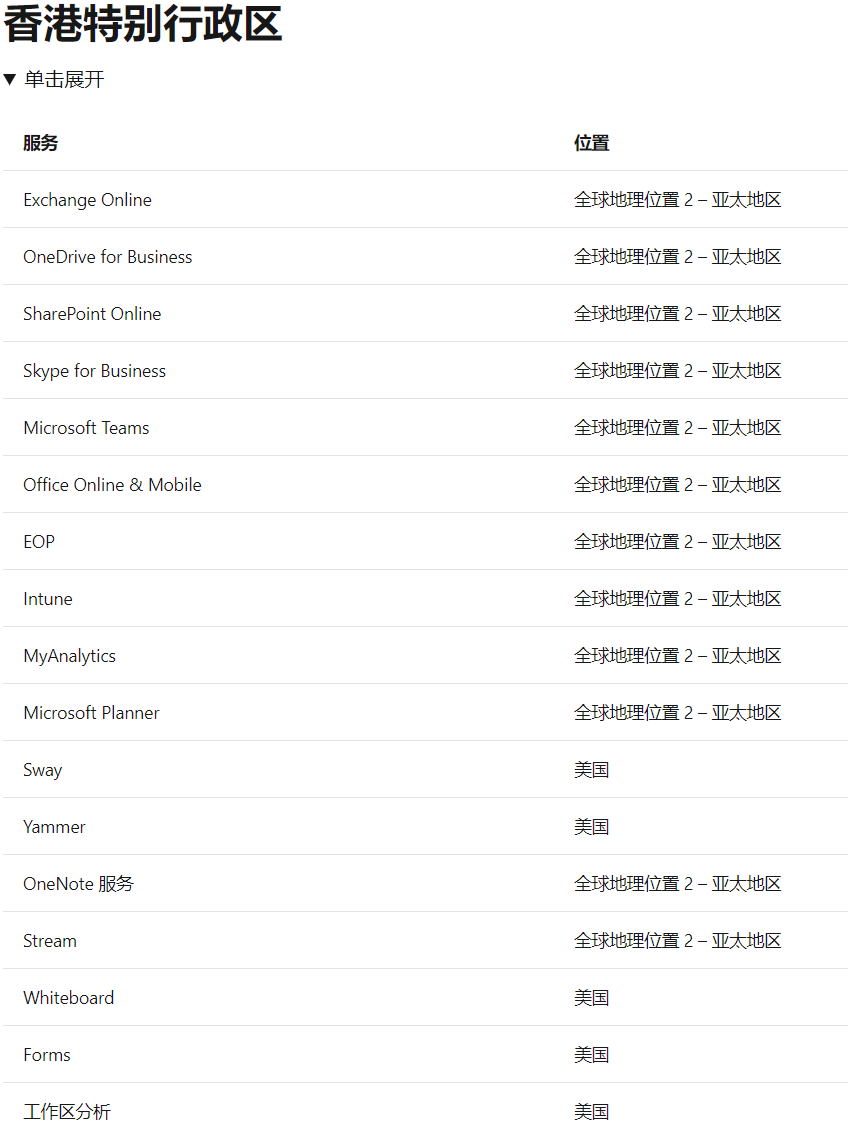 香港特别行政区
▼ 单击展开
服务 位置
Exchange Online 全球地理位置 2 – 亚太地区
OneDrive for Business 全球地理位置 2 – 亚太地区
SharePoint Online 全球地理位置 2 – 亚太地区
Skype for Business 全球地理位置 2 – 亚太地区
Microsoft Teams 全球地理位置 2 – 亚太地区
Office Online & Mobile 全球地理位置 2 – 亚太地区
EOP 全球地理位置 2 – 亚太地区
Intune 全球地理位置 2 – 亚太地区
MyAnalytics 全球地理位置 2 – 亚太地区
Microsoft Planner 全球地理位置 2 – 亚太地区
Sway 美国
Yammer 美国
OneNote 服务 全球地理位置 2 – 亚太地区
Stream 全球地理位置 2 – 亚太地区
Whiteboard 美国
Forms 美国
工作区分析 美国